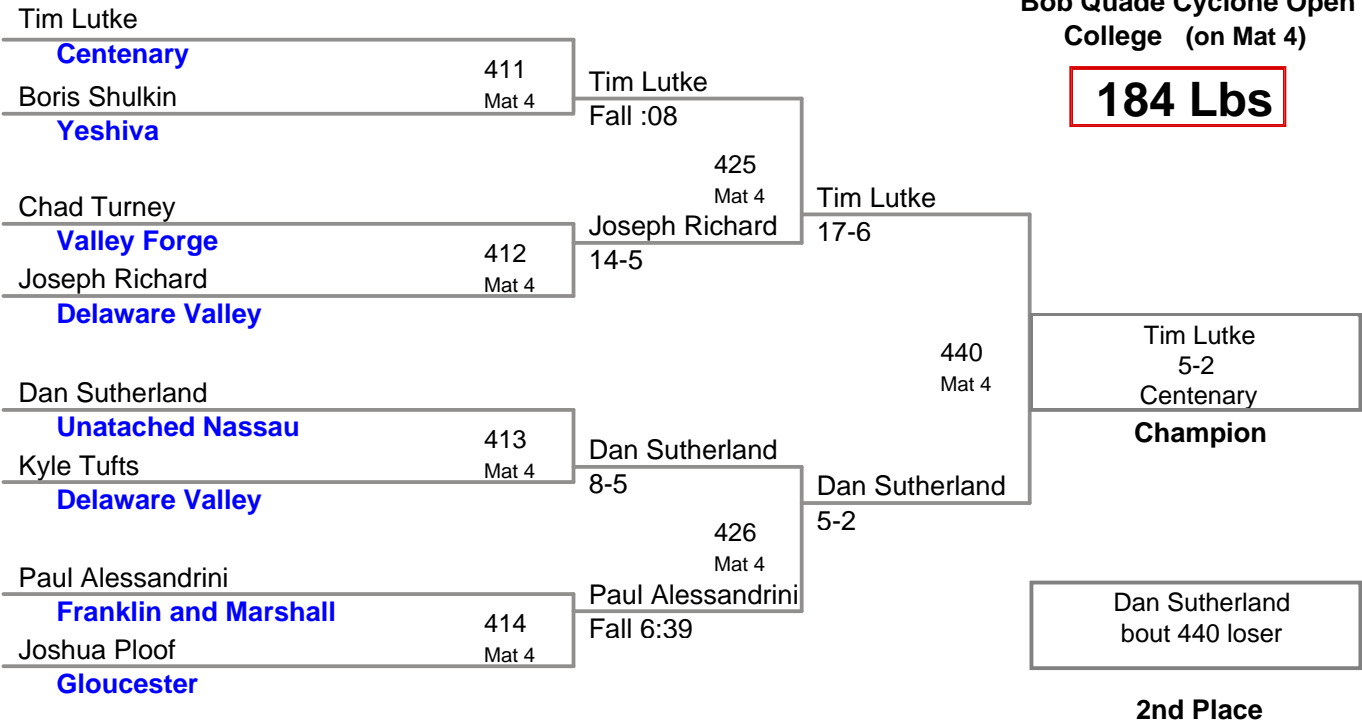 Bob Quade Cyclone Open
College (on Mat 4)
184 Lbs
Tim Lutke
Centenary
411
Mat 4
Boris Shulkin
Yeshiva
Tim Lutke
Fall :08
425
Mat 4
Chad Turney
Valley Forge
412
Mat 4
Joseph Richard
Delaware Valley
Joseph Richard
14-5
Tim Lutke
17-6
440
Mat 4
Tim Lutke
5-2
Centenary
Champion
Dan Sutherland
Unatached Nassau
413
Mat 4
Kyle Tufts
Delaware Valley
Dan Sutherland
8-5
426
Mat 4
Dan Sutherland
5-2
Paul Alessandrini
Franklin and Marshall
414
Mat 4
Joshua Ploof
Gloucester
Paul Alessandrini
Fall 6:39
Dan Sutherland
bout 440 loser
2nd Place